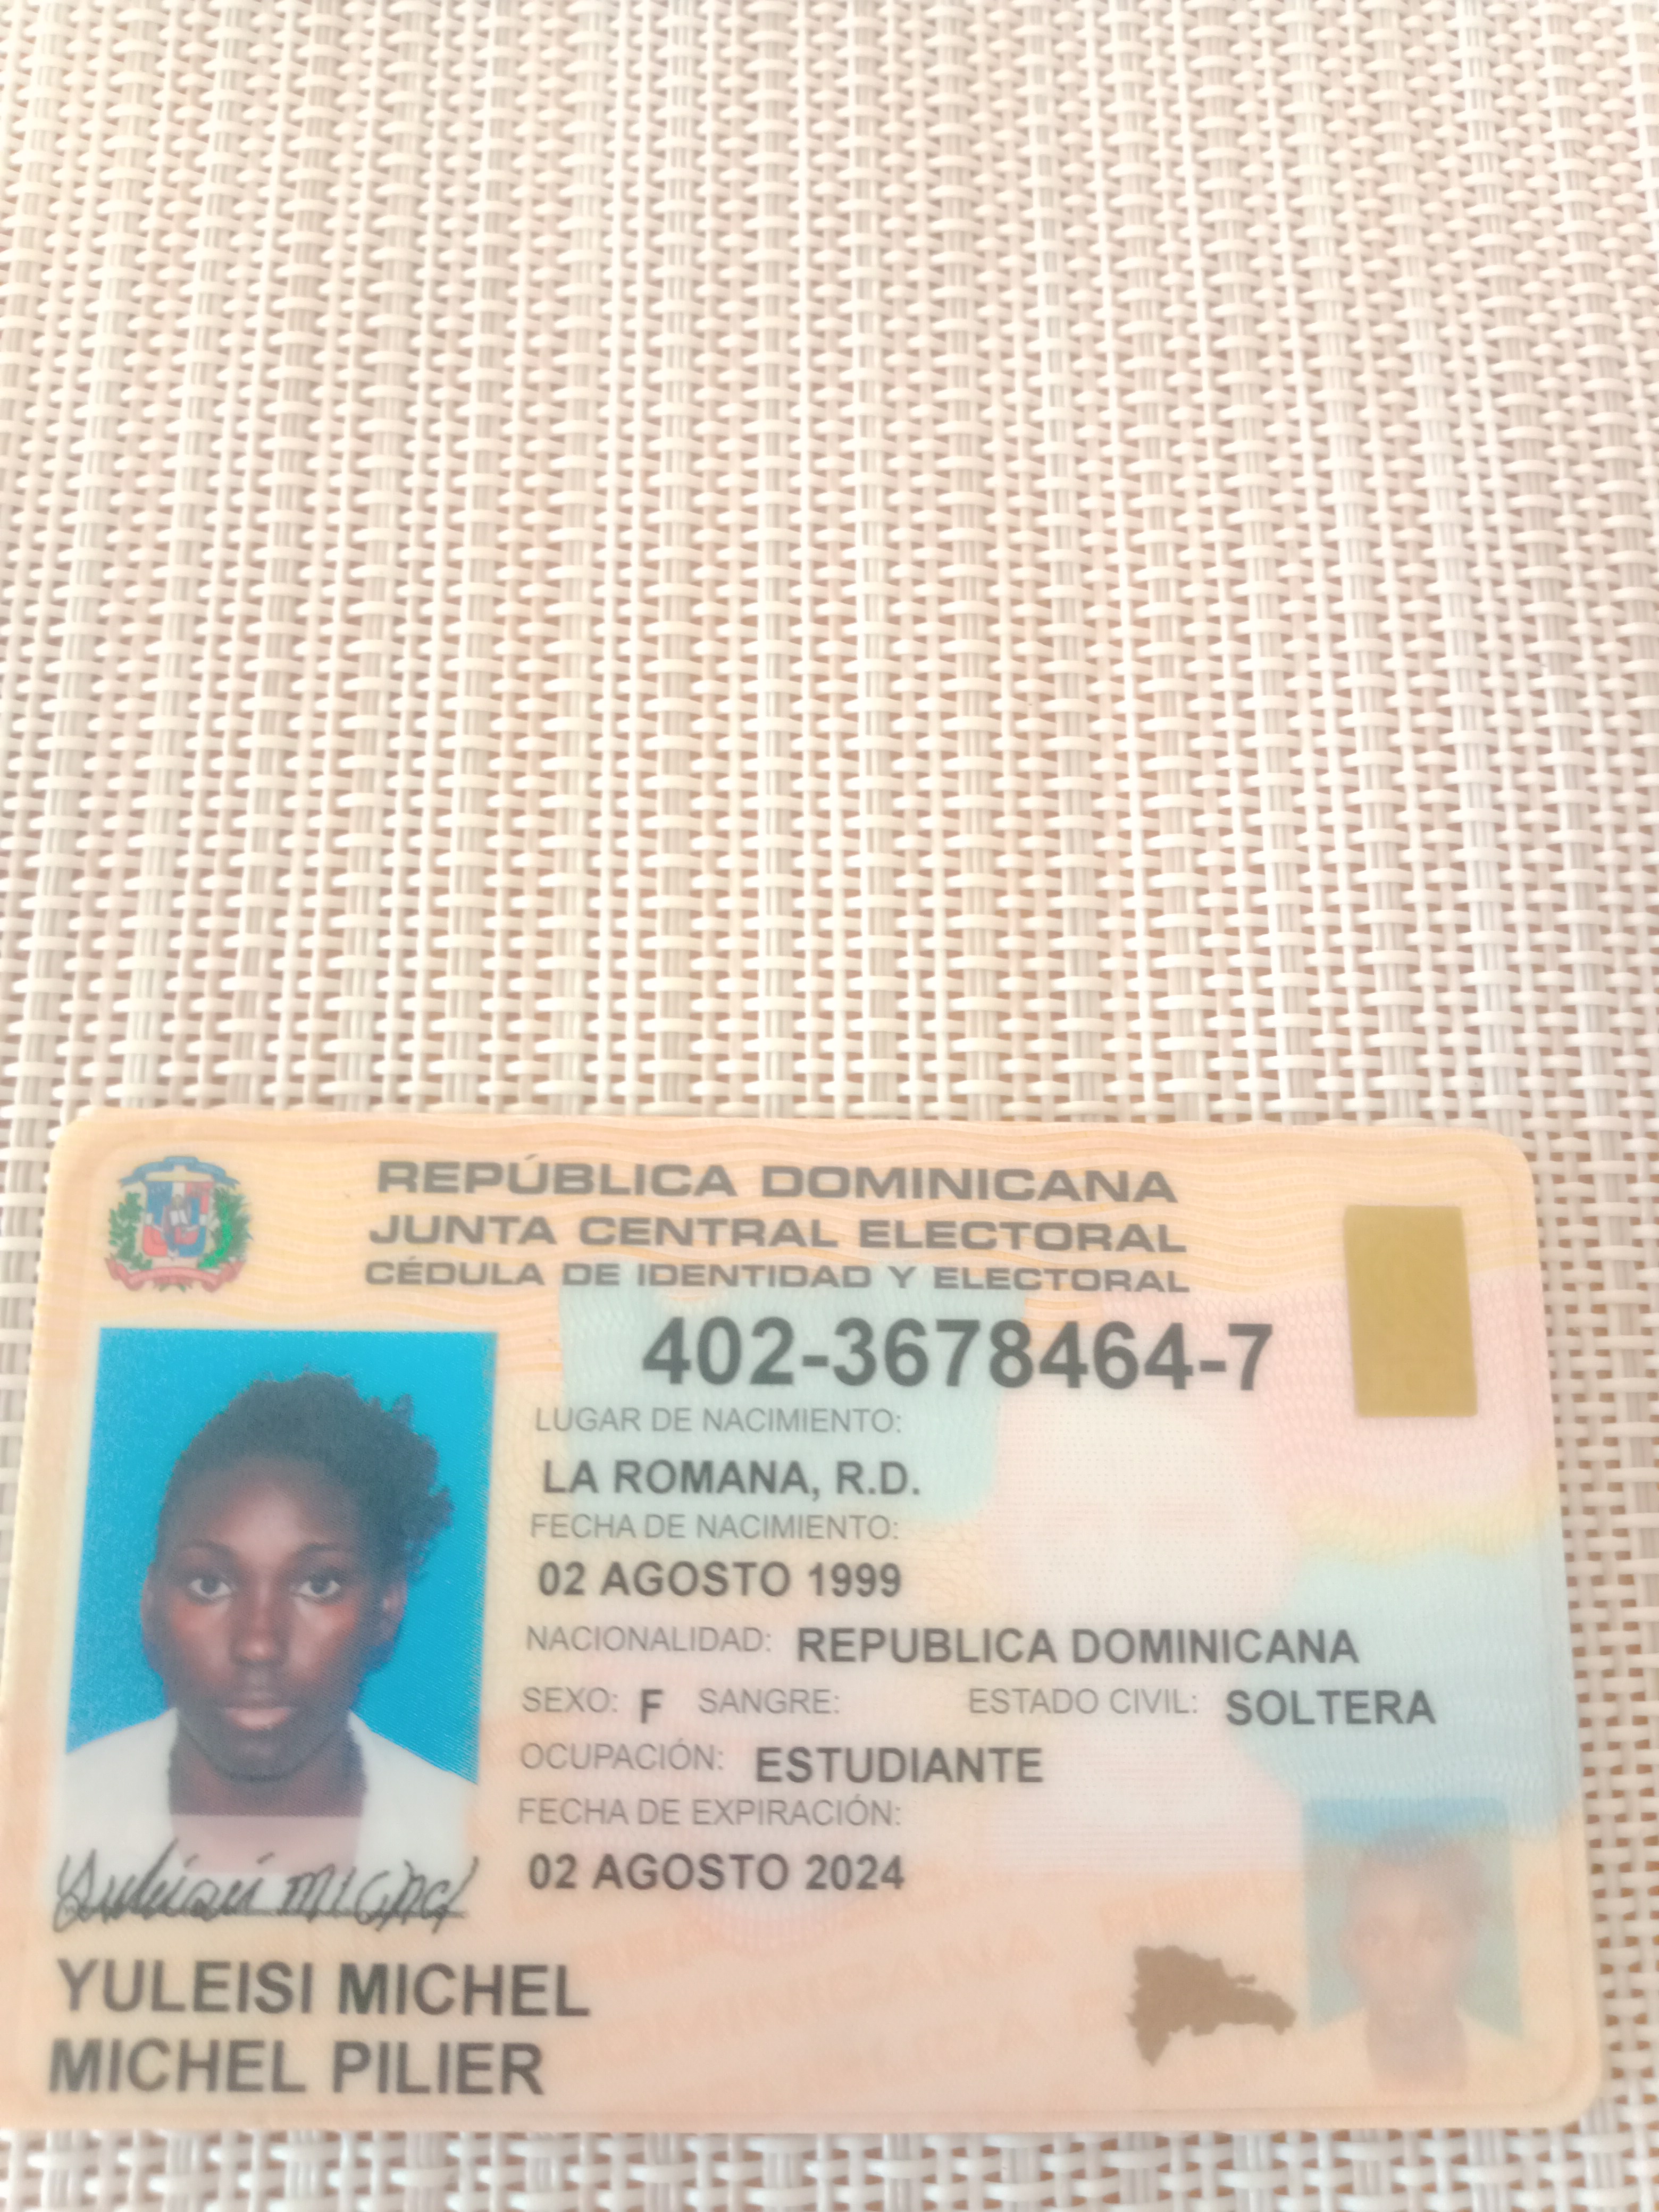 REPÚBLICA DOMINICANA
JUNTA CENTRAL ELECTORAL
CÉDULA DE IDENTIDAD Y ELECTORAL
402-3678464-7
LUGAR DE NACIMIENTO:
LA ROMANA, R.D.
FECHA DE NACIMIENTO:
02 AGOSTO 1999
NACIONALIDAD: REPUBLICA DOMINICANA
SEXO: F SANGRE: ESTADO CIVIL: SOLTERA
OCUPACIÓN: ESTUDIANTE
FECHA DE EXPIRACIÓN:
02 AGOSTO 2024
YULEISI MICHEL
MICHEL PILIER